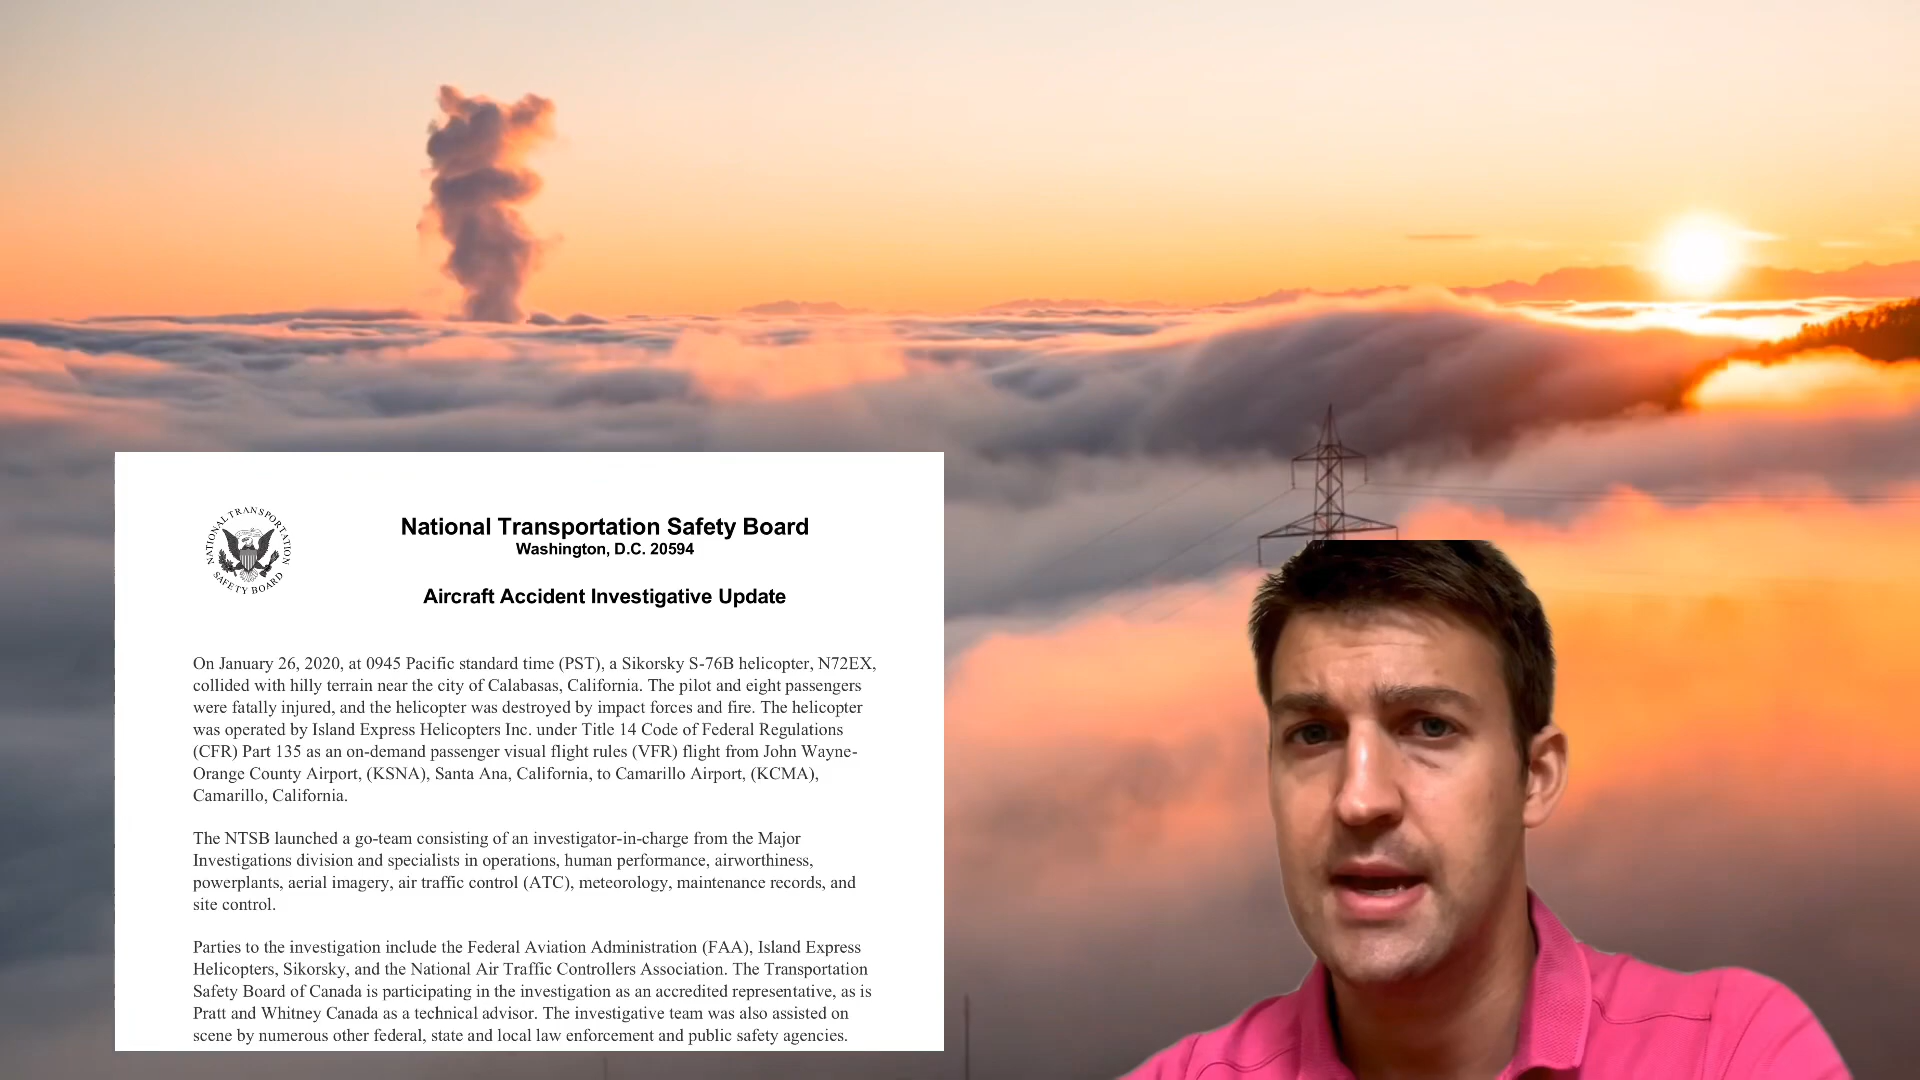 NATIONAL TRANSPORTATION
SAFETY BOARD
National Transportation Safety Board
Washington, D.C. 20594
Aircraft Accident Investigative Update
On January 26, 2020, at 0945 Pacific standard time (PST), a Sikorsky S-76B helicopter, N72EX,
collided with hilly terrain near the city of Calabasas, California. The pilot and eight passengers
were fatally injured, and the helicopter was destroyed by impact forces and fire. The helicopter
was operated by Island Express Helicopters Inc. under Title 14 Code of Federal Regulations
(CFR) Part 135 as an on-demand passenger visual flight rules (VFR) flight from John Wayne-
Orange County Airport, (KSNA), Santa Ana, California, to Camarillo Airport, (KCMA),
Camarillo, California.
The NTSB launched a go-team consisting of an investigator-in-charge from the Major
Investigations division and specialists in operations, human performance, airworthiness,
powerplants, aerial imagery, air traffic control (ATC), meteorology, maintenance records, and
site control.
Parties to the investigation include the Federal Aviation Administration (FAA), Island Express
Helicopters, Sikorsky, and the National Air Traffic Controllers Association. The Transportation
Safety Board of Canada is participating in the investigation as an accredited representative, as is
Pratt and Whitney Canada as a technical advisor. The investigative team was also assisted on
scene by numerous other federal, state and local law enforcement and public safety agencies.